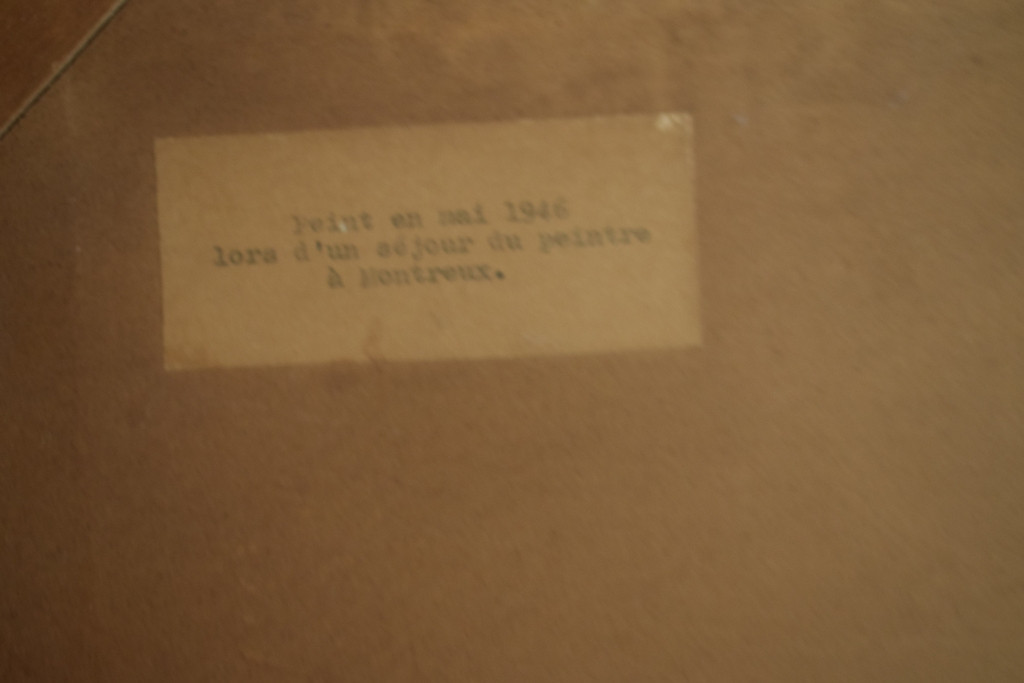 Peint en mai 1946
lors d'un séjour du peintre
à Montreux.